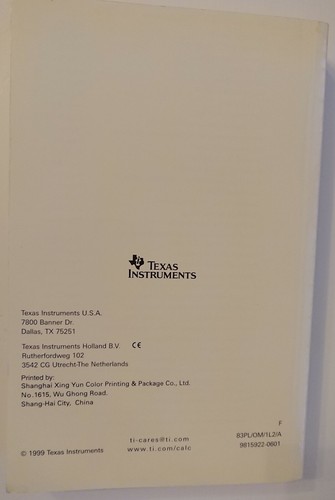 TEXAS
INSTRUMENTS
Texas Instruments U.S.A.
7800 Banner Dr.
Dallas, TX 75251
Texas Instruments Holland B.V. CE
Rutherfordweg 102
3542 CG Utrecht-The Netherlands
Printed by:
Shanghai Xing Yun Color Printing & Package Co., Ltd.
No.1615, Wu Ghong Road.
Shang-Hai City, China
F
83PL/OM/1L2/A
9815922-0601
ti-cares@ti.com
www.ti.com/calc
© 1999 Texas Instruments